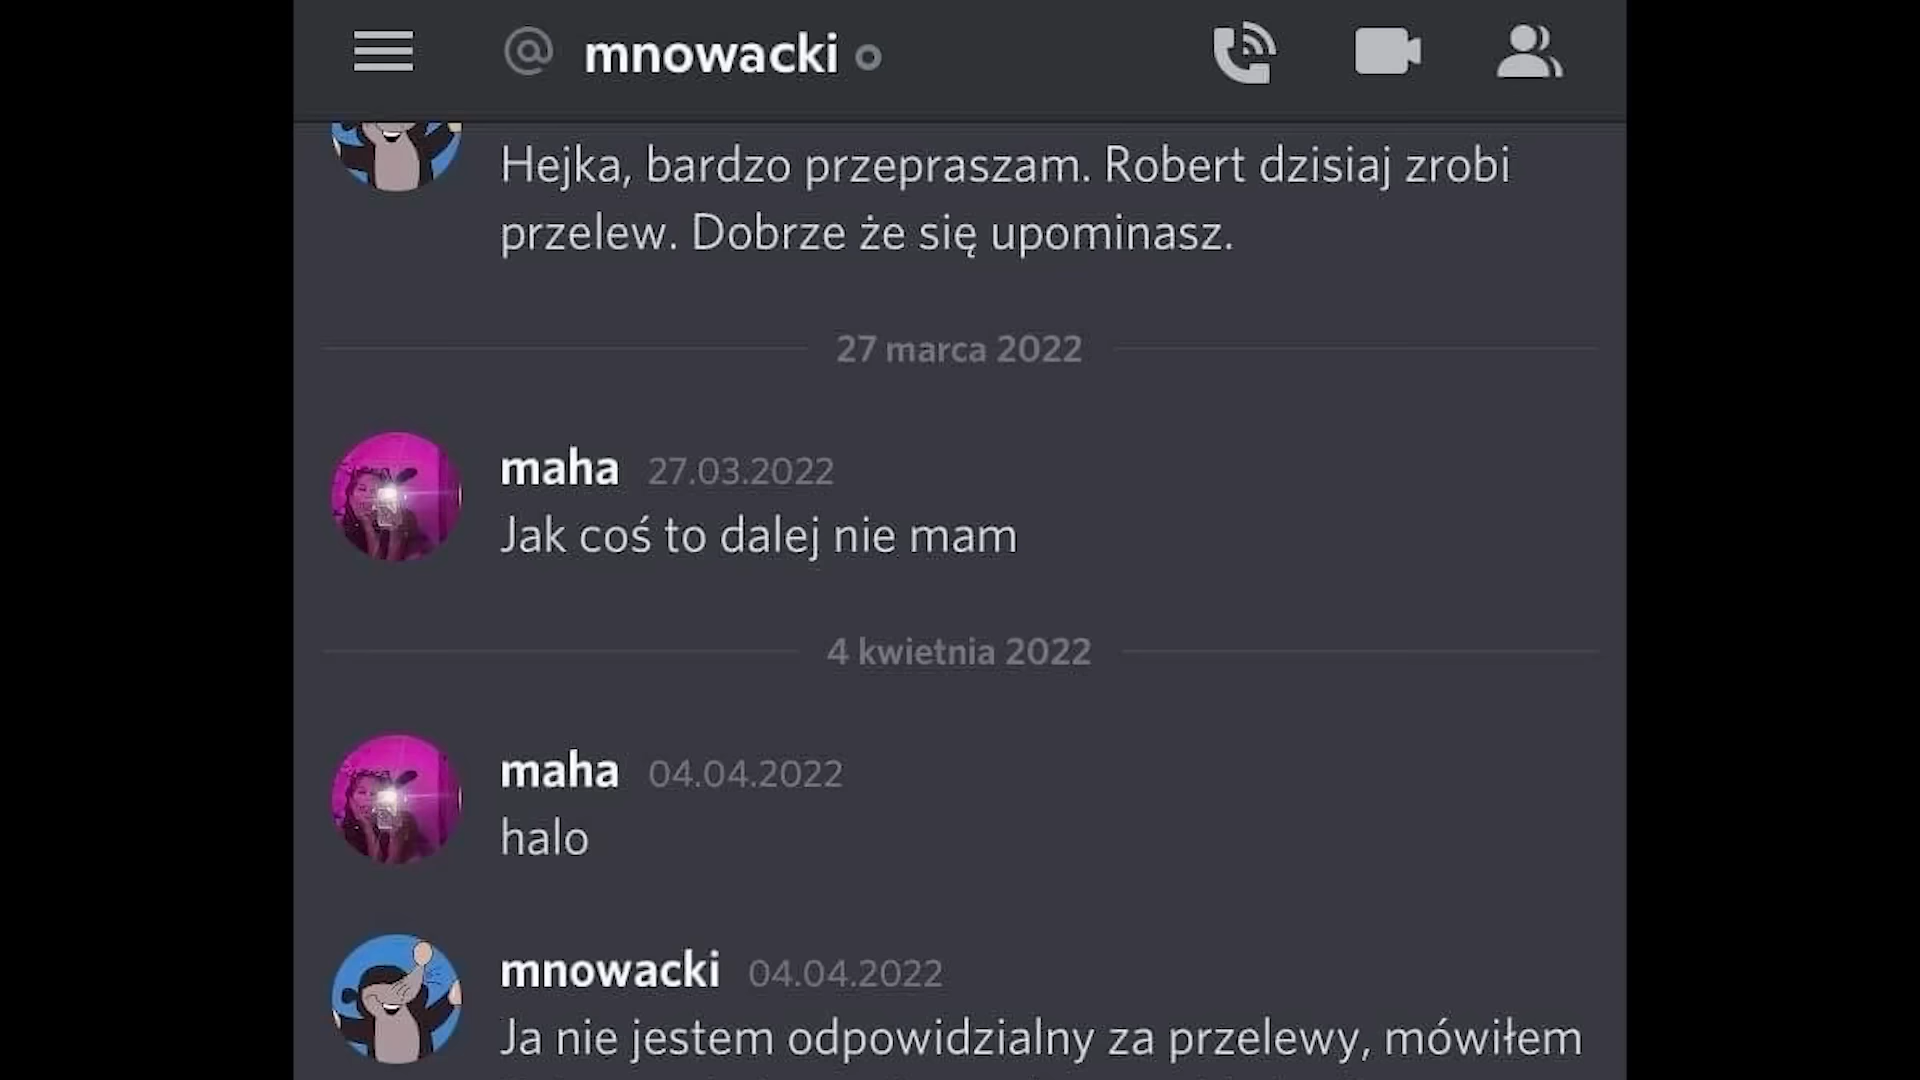 @ mnowacki
Hejka, bardzo przepraszam. Robert dzisiaj zrobi
przelew. Dobrze że się upominasz.
27 marca 2022
maha 27.03.2022
Jak coś to dalej nie mam
4 kwietnia 2022
maha 04.04.2022
halo
mnowacki 04.04.2022
Ja nie jestem odpowidzialny za przelewy, mówiłem